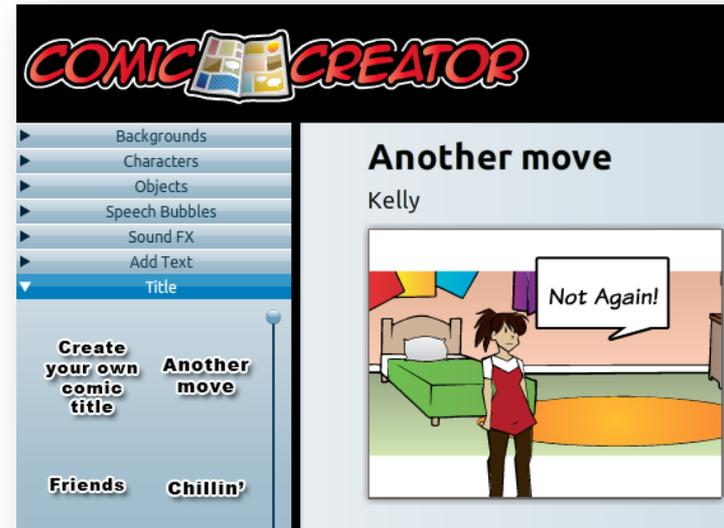 COMIC CREATOR
Backgrounds
Characters
Objects
Speech Bubbles
Sound FX
Add Text
Title
Create
your own
comic
title
Another
move
Friends
Chillin'
Another move
Kelly
Not Again!